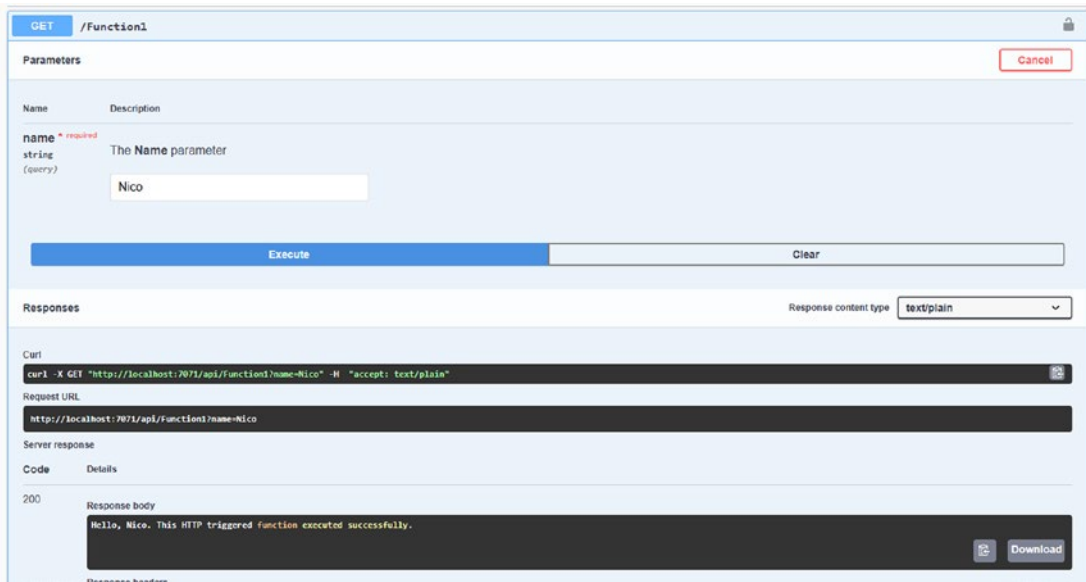 GET /Function1
Parameters
Cancel
Name Description
name * required
string
(query)
The Name parameter
Nico
Execute Clear
Responses
Response content type text/plain
Curl
curl -X GET "http://localhost:7071/api/Function1?name=Nico" -H "accept: text/plain"
Request URL
http://localhost:7071/api/Function1?name=Nico
Server response
Code Details
200
Response body
Hello, Nico. This HTTP triggered function executed successfully.
Download
Response headers